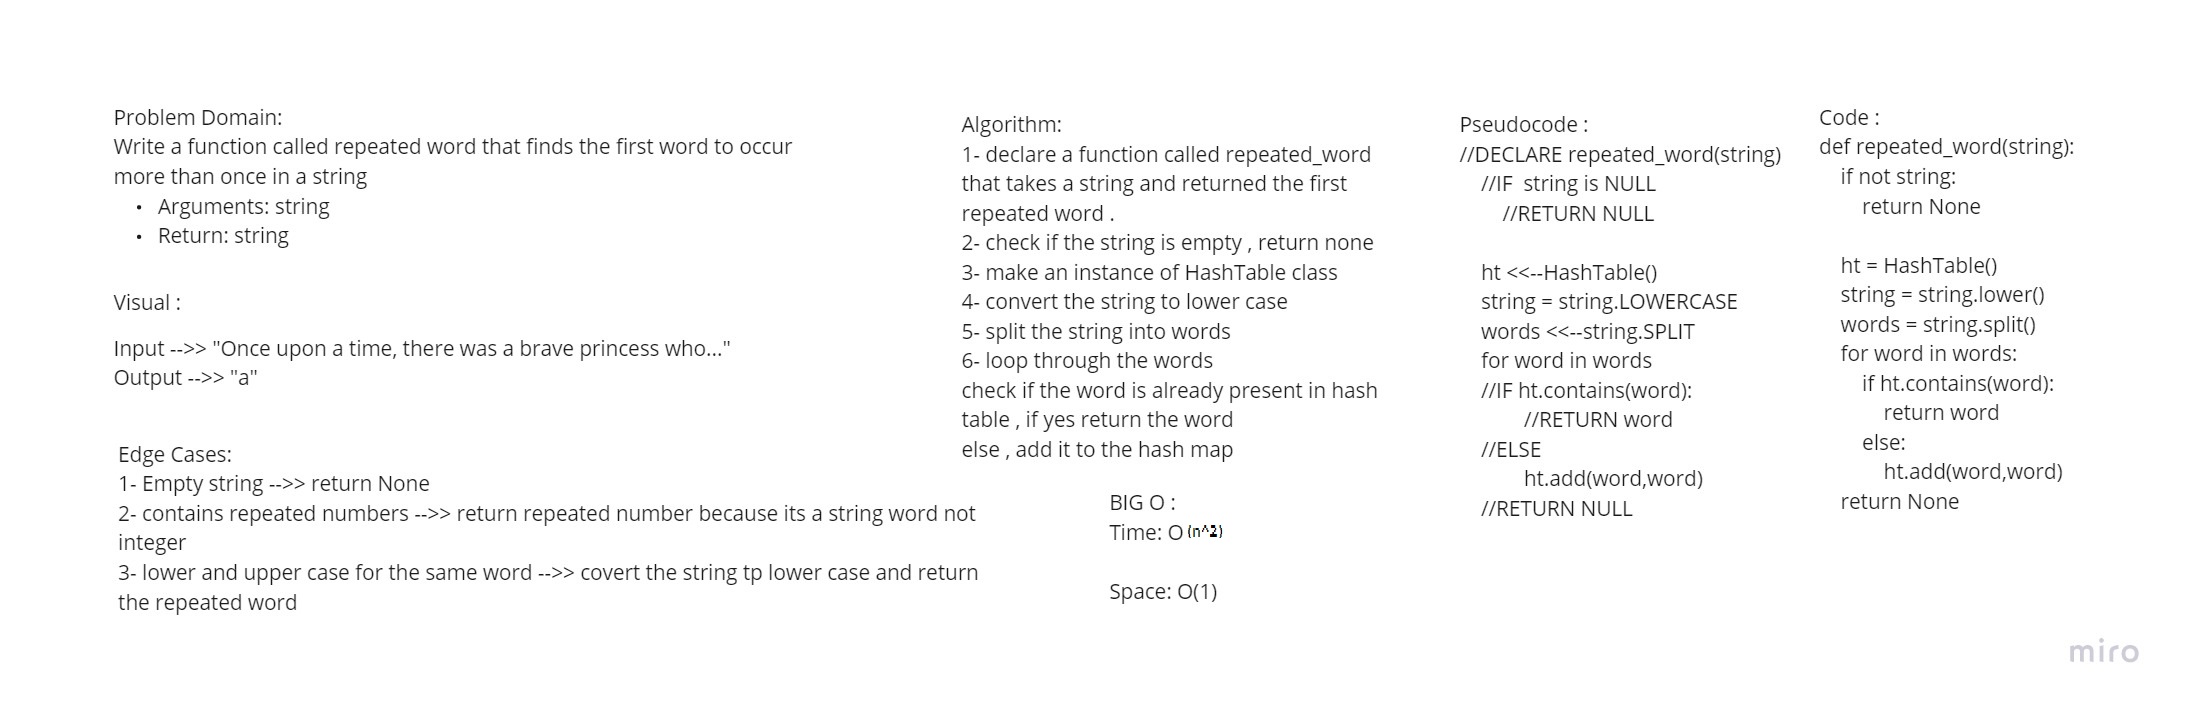 Problem Domain:
Write a function called repeated word that finds the first word to occur
more than once in a string
• Arguments: string
• Return: string
Visual :
Input -->> "Once upon a time, there was a brave princess who..."
Output -->> "a"
Edge Cases:
1- Empty string -->> return None
2- contains repeated numbers -->> return repeated number because its a string word not
integer
3- lower and upper case for the same word -->> covert the string tp lower case and return
the repeated word
Algorithm:
1- declare a function called repeated_word
that takes a string and returned the first
repeated word .
2- check if the string is empty , return none
3- make an instance of HashTable class
4- convert the string to lower case
5- split the string into words
6- loop through the words
check if the word is already present in hash
table , if yes return the word
else , add it to the hash map
BIG O :
Time: O (n^2)
Space: O(1)
Pseudocode :
//DECLARE repeated_word(string)
//IF  string is NULL
//RETURN NULL
ht <<--HashTable()
string = string.LOWERCASE
words <<--string.SPLIT
for word in words
//IF ht.contains(word):
//RETURN word
//ELSE
ht.add(word,word)
//RETURN NULL
Code :
def repeated_word(string):
if not string:
return None
ht = HashTable()
string = string.lower()
words = string.split()
for word in words:
if ht.contains(word):
return word
else:
ht.add(word,word)
return None
miro